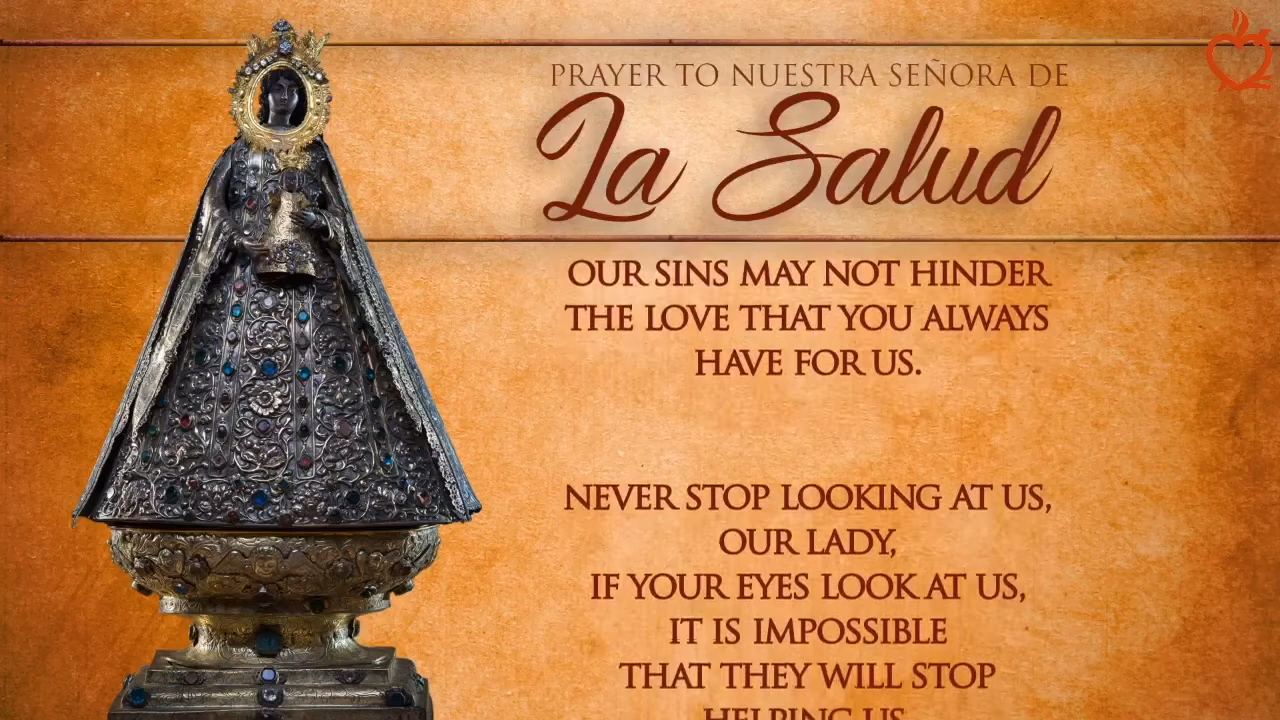 PRAYER TO NUESTRA SEÑORA DE
La Salud
OUR SINS MAY NOT HINDER
THE LOVE THAT YOU ALWAYS
HAVE FOR US.
NEVER STOP LOOKING AT US,
OUR LADY,
IF YOUR EYES LOOK AT US,
IT IS IMPOSSIBLE
THAT THEY WILL STOP
HELPING US